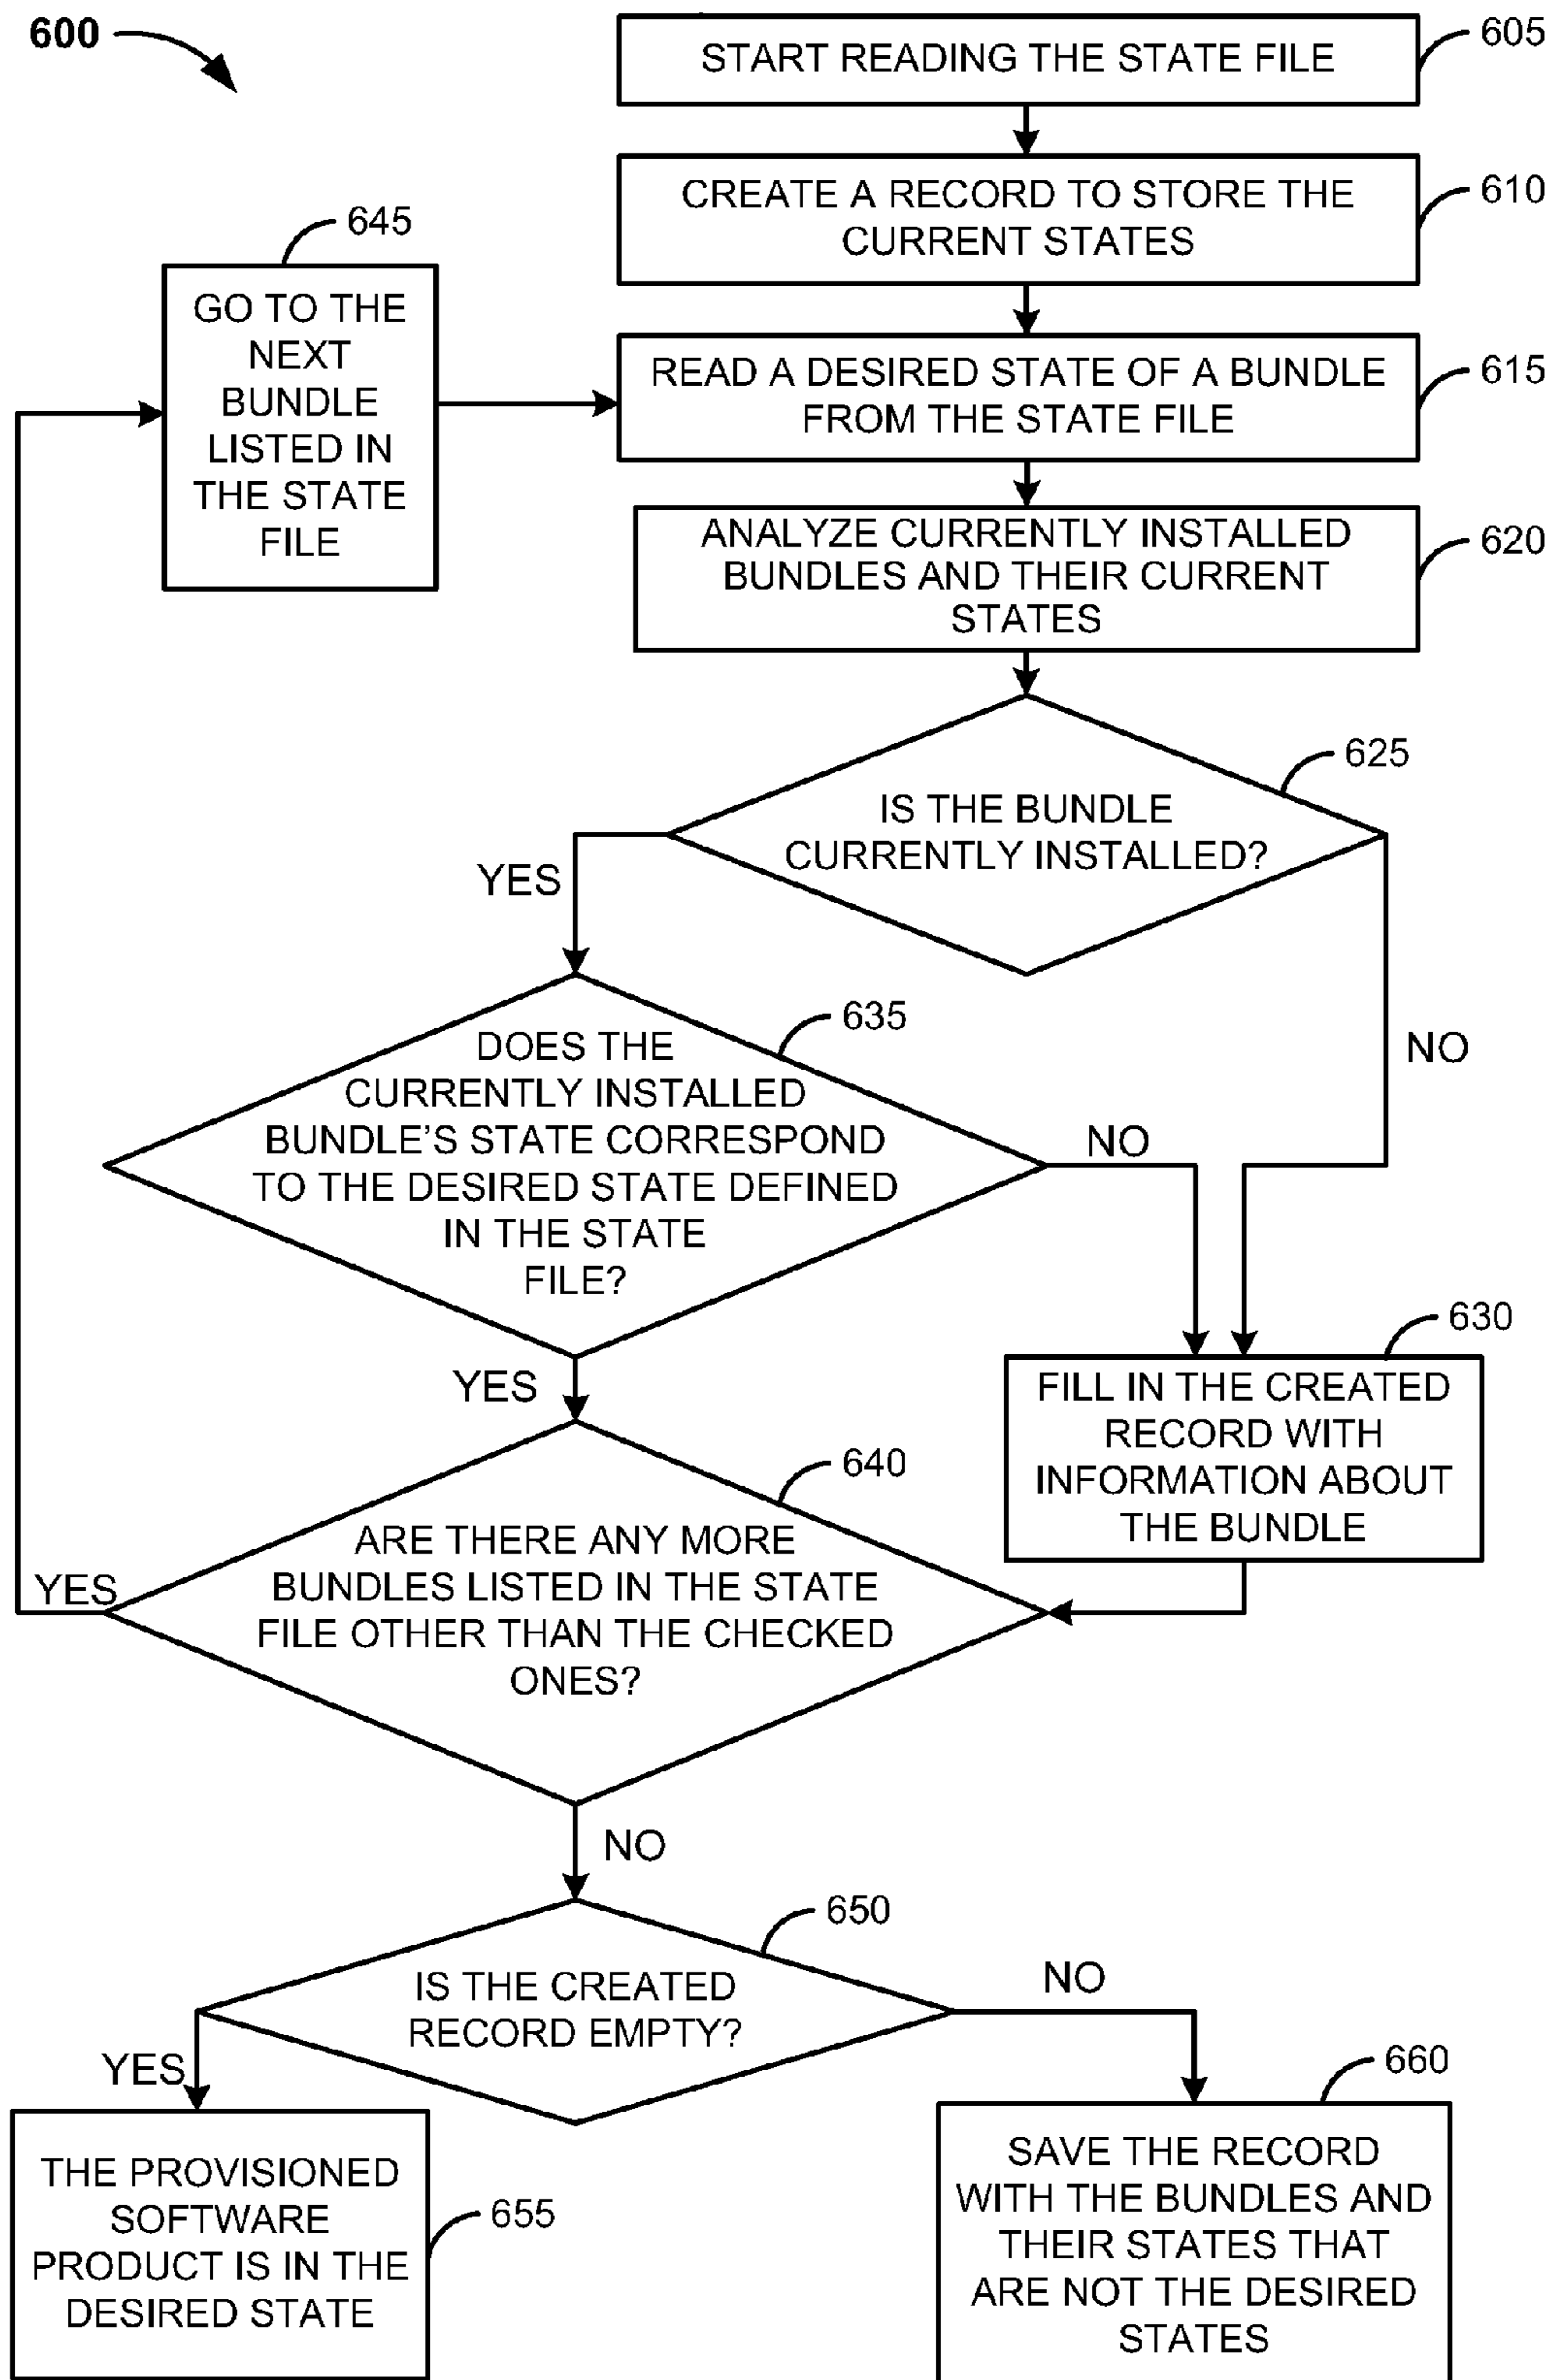 600
START READING THE STATE FILE
605
CREATE A RECORD TO STORE THE
CURRENT STATES
610
645
GO TO THE
NEXT
BUNDLE
LISTED IN
THE STATE
FILE
READ A DESIRED STATE OF A BUNDLE
FROM THE STATE FILE
615
ANALYZE CURRENTLY INSTALLED
BUNDLES AND THEIR CURRENT
STATES
620
625
IS THE BUNDLE
CURRENTLY INSTALLED?
YES
NO
635
DOES THE
CURRENTLY INSTALLED
BUNDLE'S STATE CORRESPOND
TO THE DESIRED STATE DEFINED
IN THE STATE
FILE?
NO
YES
630
FILL IN THE CREATED
RECORD WITH
INFORMATION ABOUT
THE BUNDLE
640
ARE THERE ANY MORE
BUNDLES LISTED IN THE STATE
FILE OTHER THAN THE CHECKED
ONES?
YES
NO
650
IS THE CREATED
RECORD EMPTY?
NO
YES
THE PROVISIONED
SOFTWARE
PRODUCT IS IN THE
DESIRED STATE
655
660
SAVE THE RECORD
WITH THE BUNDLES AND
THEIR STATES THAT
ARE NOT THE DESIRED
STATES